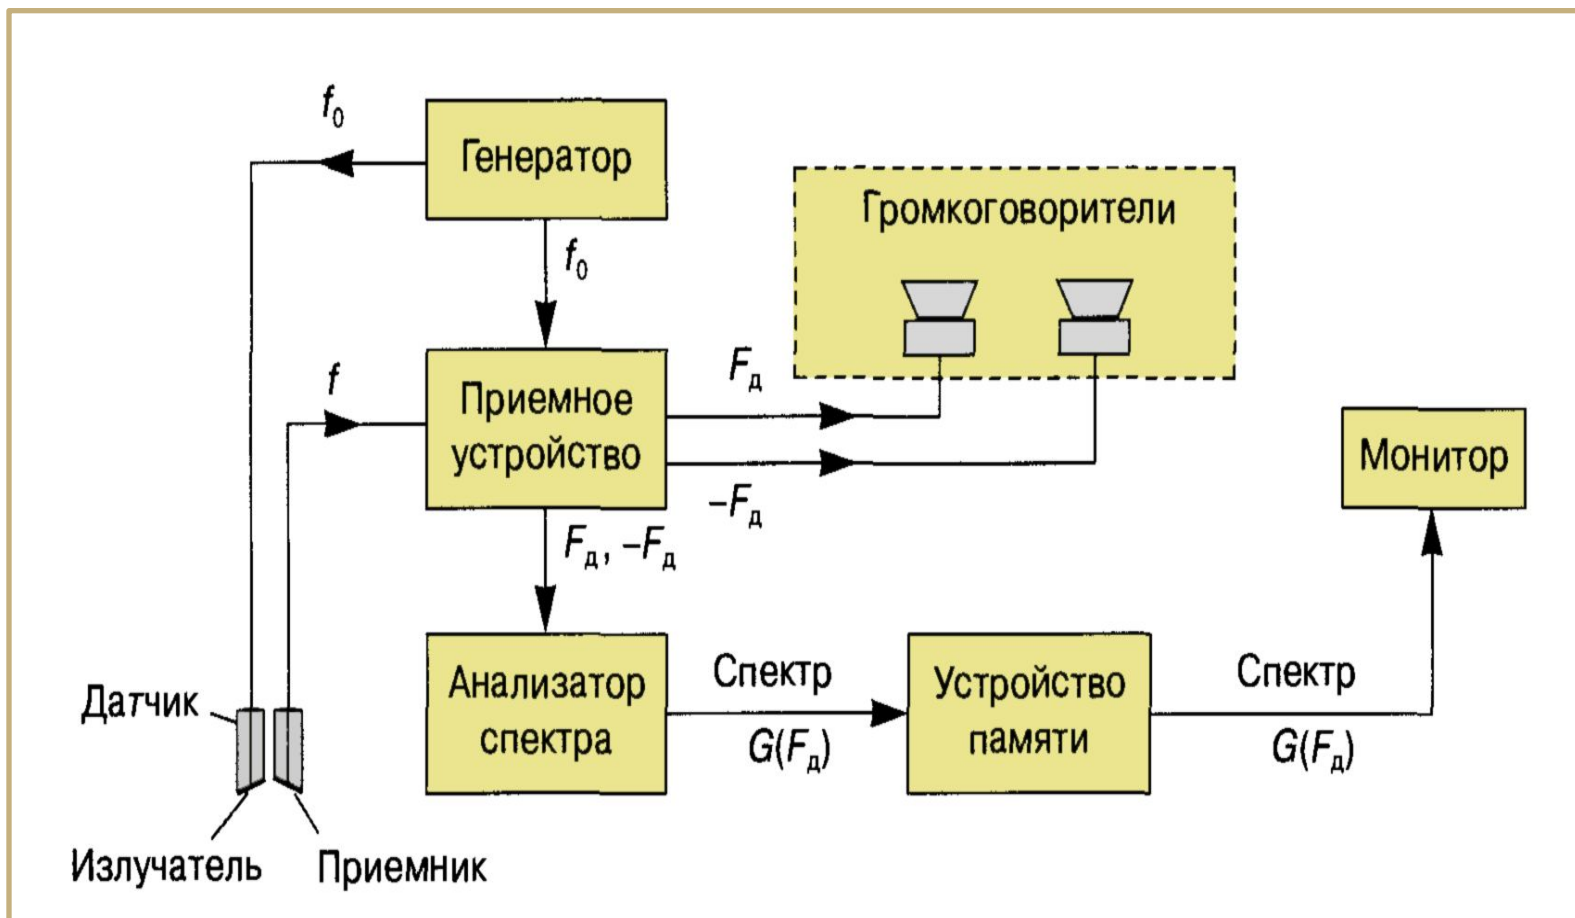 f₀
Генератор
Громкоговорители
f₀
f
Fд
Приемное
устройство
Монитор
–Fд
Fд, –Fд
Датчик
Анализатор
спектра
Спектр
G(Fд)
Устройство
памяти
Спектр
G(Fд)
Излучатель
Приемник